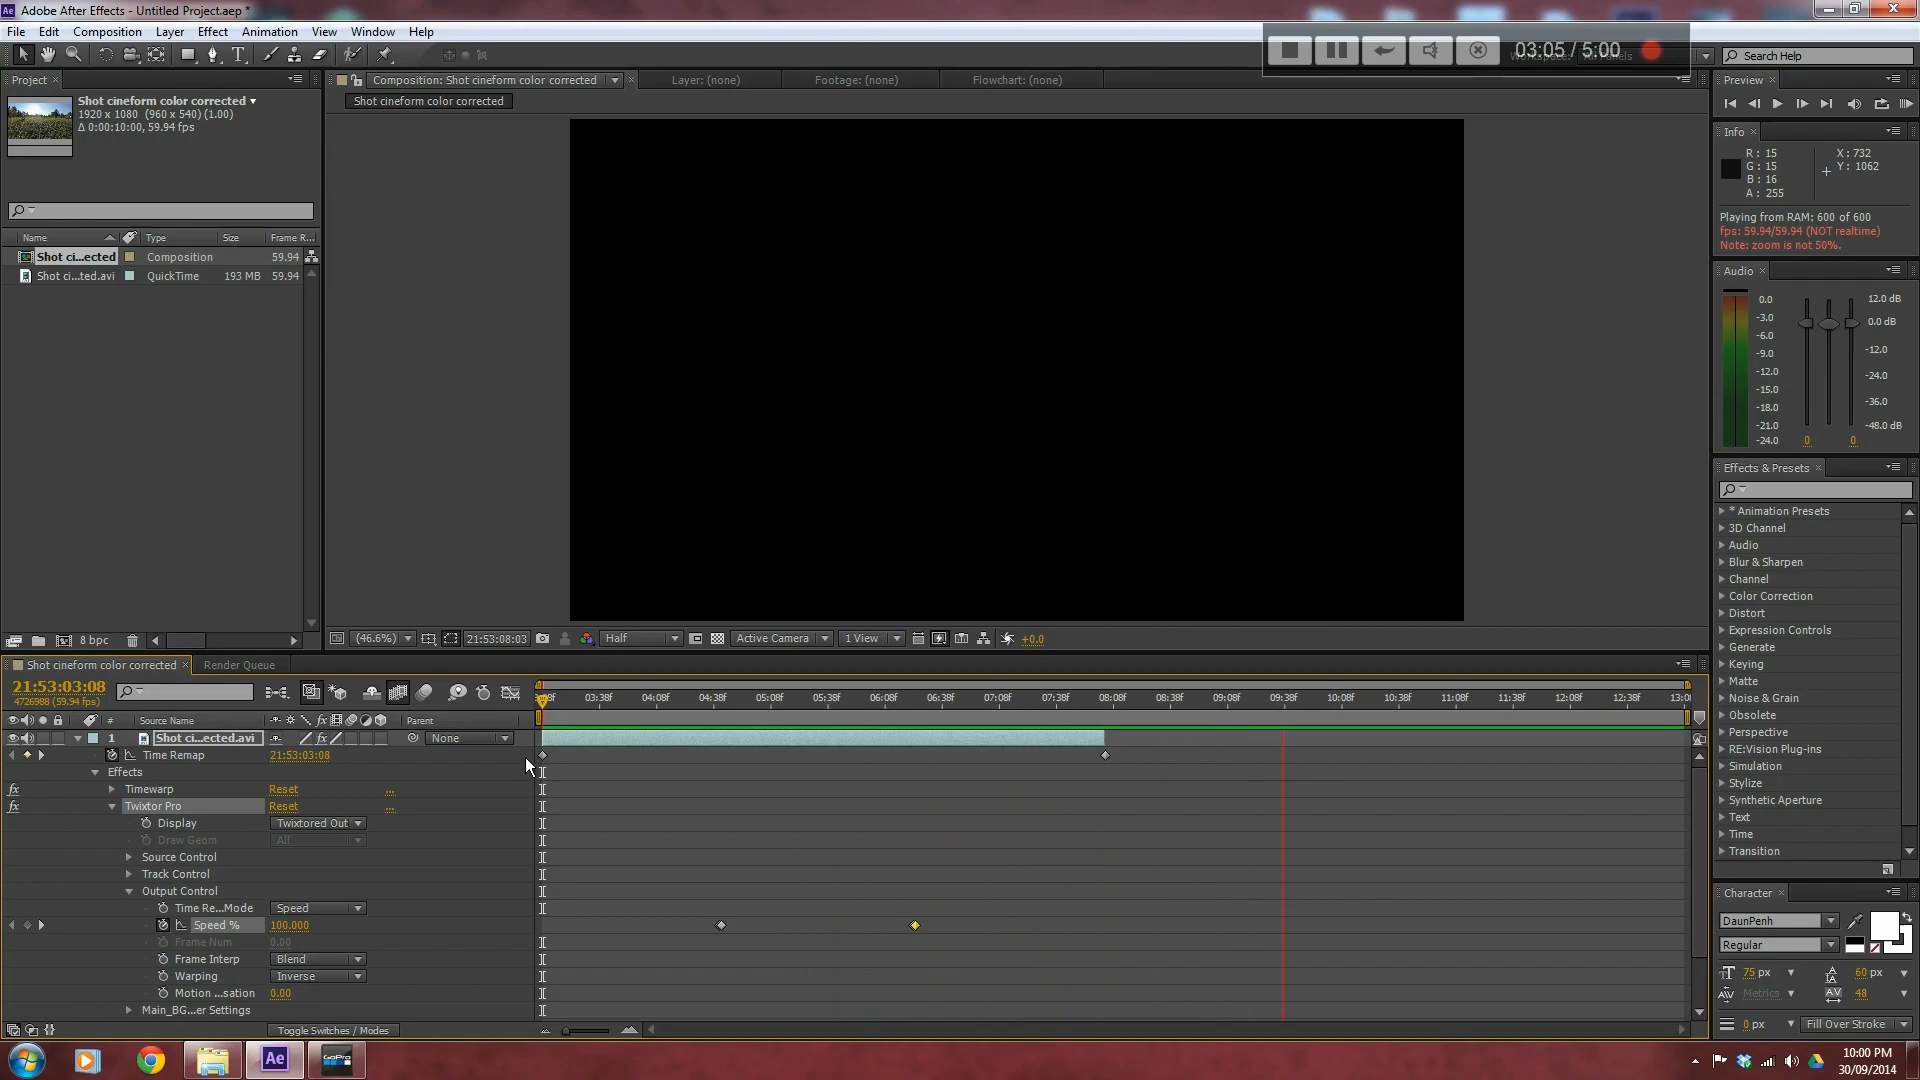 Adobe After Effects - Untitled Project.aep *
File Edit Composition Layer Effect Animation View Window Help
03:05 / 5:00
Search Help
Project
Composition: Shot cineform color corrected
Layer: (none)
Footage: (none)
Flowchart: (none)
Preview
Shot cineform color corrected
1920 x 1080 (960 x 540) (1.00)
Δ 0:00:10:00, 59.94 fps
Shot cineform color corrected
Info
R: 15
G: 15
B: 16
A: 255
X: 732
Y: 1062
Playing from RAM: 600 of 600
fps: 59.94/59.94 (NOT realtime)
Note: zoom is not 50%.
Name Type Size Frame R...
Shot ci...ected Composition 59.94
Shot ci...ted.avi QuickTime 193 MB 59.94
Audio
0.0
-3.0
-6.0
-9.0
-12.0
-15.0
-18.0
-21.0
-24.0
12.0 dB
0.0 dB
-12.0
-24.0
-36.0
-48.0 dB
0 0
Effects & Presets
* Animation Presets
3D Channel
Audio
Blur & Sharpen
Channel
Color Correction
Distort
Expression Controls
Generate
Keying
Matte
Noise & Grain
Obsolete
Perspective
RE:Vision Plug-ins
Simulation
Stylize
Synthetic Aperture
Text
Time
Transition
8 bpc
(46.6%) 21:53:08:03 Half Active Camera 1 View +0.0
Shot cineform color corrected
Render Queue
21:53:03:08
4726988 (59.94 fps)
03:38f 04:08f 04:38f 05:08f 05:38f 06:08f 06:38f 07:08f 07:38f 08:08f 08:38f 09:08f 09:38f 10:08f 10:38f 11:08f 11:38f 12:08f 12:38f
# Source Name Parent
1 Shot ci...ected.avi None
Time Remap 21:53:03:08
Effects
Timewarp Reset ...
Twixtor Pro Reset ...
Display Twixtored Out
Draw Geom All
Source Control
Track Control
Output Control
Time Re...Mode Speed
Speed % 100.000
Frame Num 0.00
Frame Interp Blend
Warping Inverse
Motion ...sation 0.00
Main_BG...er Settings
Toggle Switches / Modes
Character
DaunPenh
Regular
75 px 60 px
Metrics 48
0 px Fill Over Stroke
Ae
GoPro
10:00 PM
30/09/2014